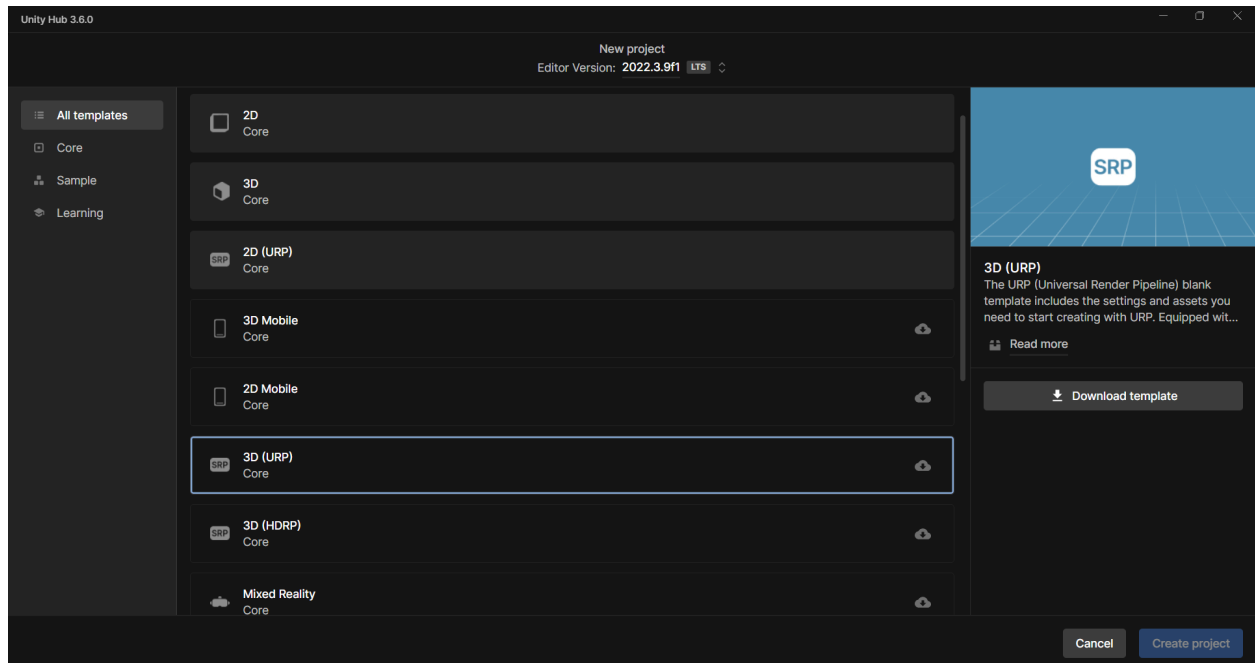 Unity Hub 3.6.0
New project
Editor Version: 2022.3.9f1 LTS
All templates
Core
Sample
Learning
2D
Core
3D
Core
SRP
2D (URP)
Core
3D Mobile
Core
2D Mobile
Core
SRP
3D (URP)
Core
SRP
3D (HDRP)
Core
Mixed Reality
Core
SRP
3D (URP)
The URP (Universal Render Pipeline) blank
template includes the settings and assets you
need to start creating with URP. Equipped wit...
Read more
Download template
Cancel
Create project